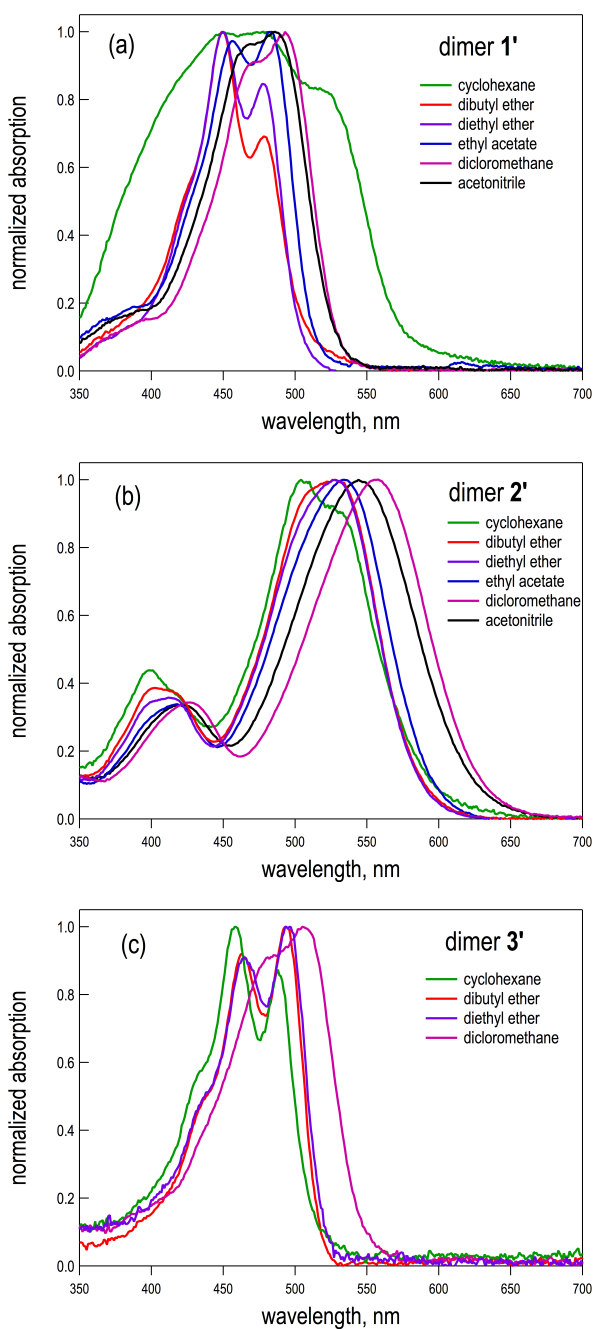 (a)
dimer 1'
cyclohexane
dibutyl ether
diethyl ether
ethyl acetate
dicloromethane
acetonitrile
normalized absorption
1.0
0.8
0.6
0.4
0.2
0.0
350 400 450 500 550 600 650 700
wavelength, nm
(b)
dimer 2'
cyclohexane
dibutyl ether
diethyl ether
ethyl acetate
dicloromethane
acetonitrile
normalized absorption
1.0
0.8
0.6
0.4
0.2
0.0
350 400 450 500 550 600 650 700
wavelength, nm
(c)
dimer 3'
cyclohexane
dibutyl ether
diethyl ether
dicloromethane
normalized absorption
1.0
0.8
0.6
0.4
0.2
0.0
350 400 450 500 550 600 650 700
wavelength, nm